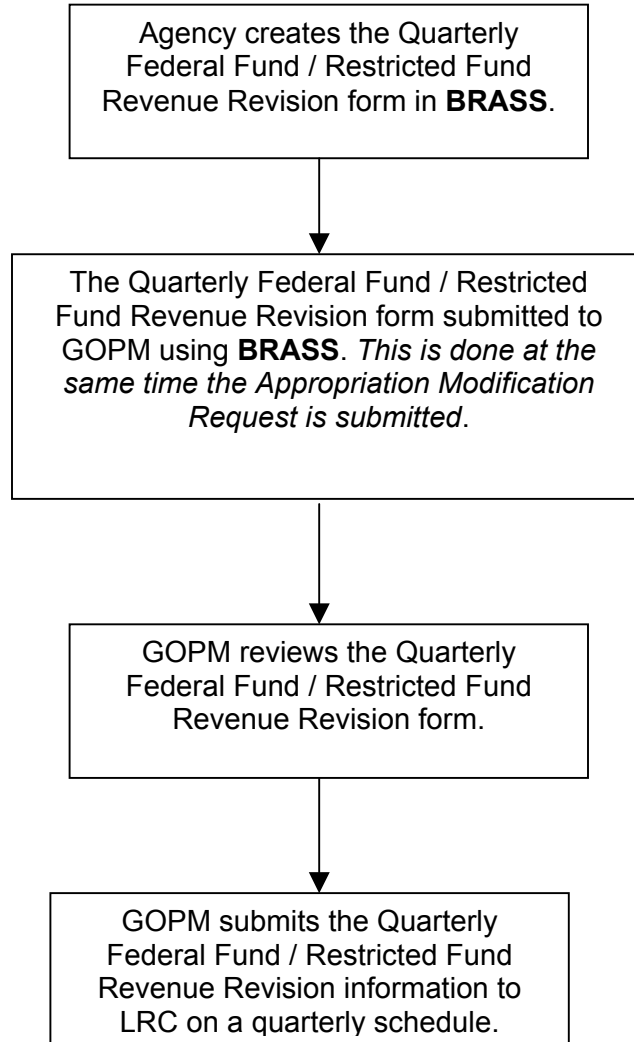 Agency creates the Quarterly
Federal Fund / Restricted Fund
Revenue Revision form in BRASS.
The Quarterly Federal Fund / Restricted
Fund Revenue Revision form submitted to
GOPM using BRASS. This is done at the
same time the Appropriation Modification
Request is submitted.
GOPM reviews the Quarterly
Federal Fund / Restricted Fund
Revenue Revision form.
GOPM submits the Quarterly
Federal Fund / Restricted Fund
Revenue Revision information to
LRC on a quarterly schedule.